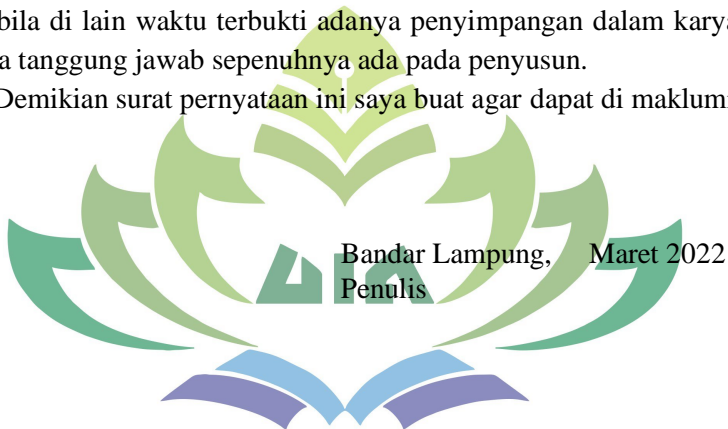 bila di lain waktu terbukti adanya penyimpangan dalam karya
a tanggung jawab sepenuhnya ada pada penyusun.
Demikian surat pernyataan ini saya buat agar dapat di maklumi
Bandar Lampung, Maret 2022
Penulis